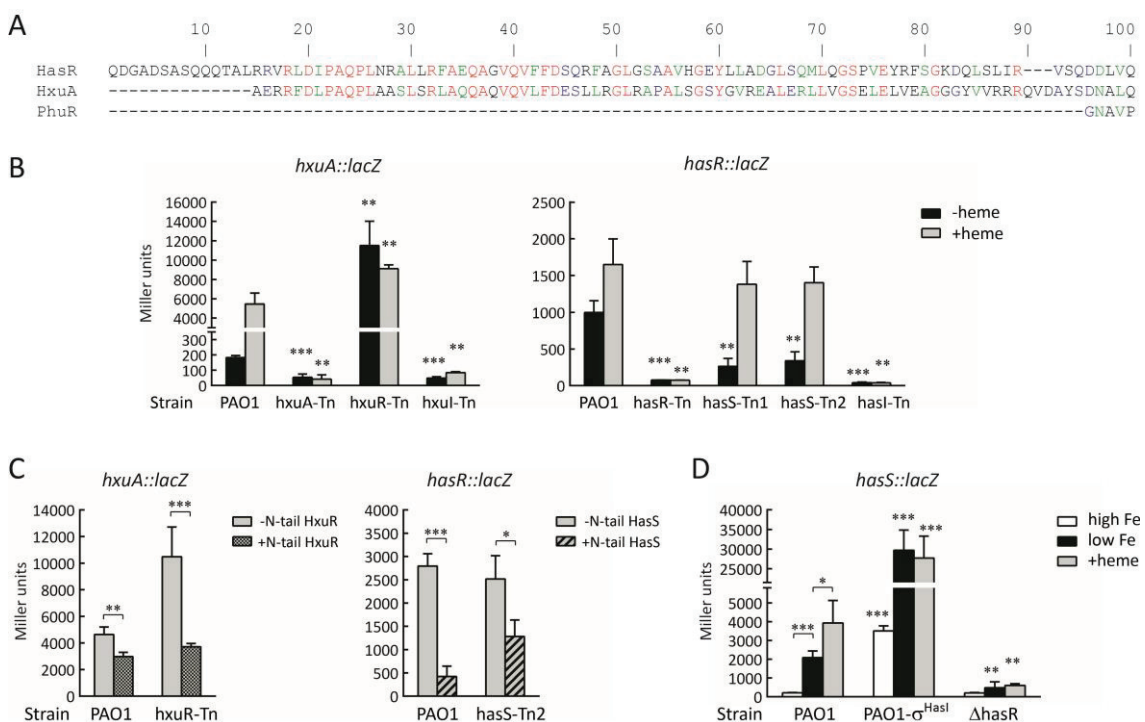 A
10 20 30 40 50 60 70 80 90 100
HasR QDGADSASQQQTALRRVRLDIPAQPLNRALLRFAEQAGVQVFFDSQRFAGLGSAAVHGEYLLADGLSQMLQGSPVEYRFSGKDQLSLIR---VSQDDLVQ
HxuA --------------AERRFDLPAQPLAASLSRLAQQAQVQVLFDESLLRGLRAPALSGSYGVREALERLLVGSELELVEAGGGYVVRRRQVDAYSDNALQ
PhuR -----------------------------------------------------------------------------------------------GNAVP
B
hxuA::lacZ hasR::lacZ
Miller units
16000
14000
12000
10000
8000
6000
4000
200
100
0
** ** *** ** *** **
Strain PAO1 hxuA-Tn hxuR-Tn hxuI-Tn
2500
2000
1500
1000
500
0
*** ** ** ** *** **
PAO1 hasR-Tn hasS-Tn1 hasS-Tn2 hasI-Tn
-heme
+heme
C
hxuA::lacZ hasR::lacZ
Miller units
14000
12000
10000
8000
6000
4000
2000
0
** ***
-N-tail HxuR
+N-tail HxuR
Strain PAO1 hxuR-Tn
4000
3500
3000
2500
2000
1500
1000
500
0
*** *
-N-tail HasS
+N-tail HasS
PAO1 hasS-Tn2
D
hasS::lacZ
Miller units
35000
30000
25000
5000
4000
3000
2000
1000
0
*** * *** *** *** ** **
high Fe
low Fe
+heme
Strain PAO1 PAO1-σHasI ΔhasR